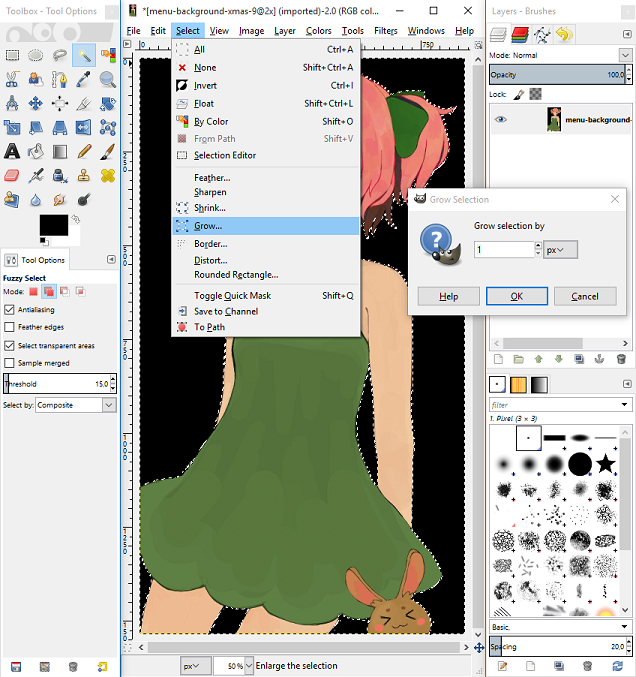 Toolbox - Tool Options
*[menu-background-xmas-9@2x] (imported)-2.0 (RGB col...
Layers - Brushes
File Edit Select View Image Layer Colors Tools Filters Windows Help
0
750
All Ctrl+A
None Shift+Ctrl+A
Invert Ctrl+I
Float Shift+Ctrl+L
By Color Shift+O
From Path Shift+V
Selection Editor
Feather...
Sharpen
Shrink...
Grow...
Border...
Distort...
Rounded Rectangle...
Toggle Quick Mask Shift+Q
Save to Channel
To Path
Tool Options
Fuzzy Select
Mode:
Antialiasing
Feather edges
Select transparent areas
Sample merged
Threshold 15,0
Select by: Composite
px 50 % Enlarge the selection
Mode: Normal
Opacity 100,0
Lock:
menu-background-
Grow Selection
Grow selection by
1 px
Help OK Cancel
filter
1. Pixel (3 × 3)
Basic,
Spacing 20,0